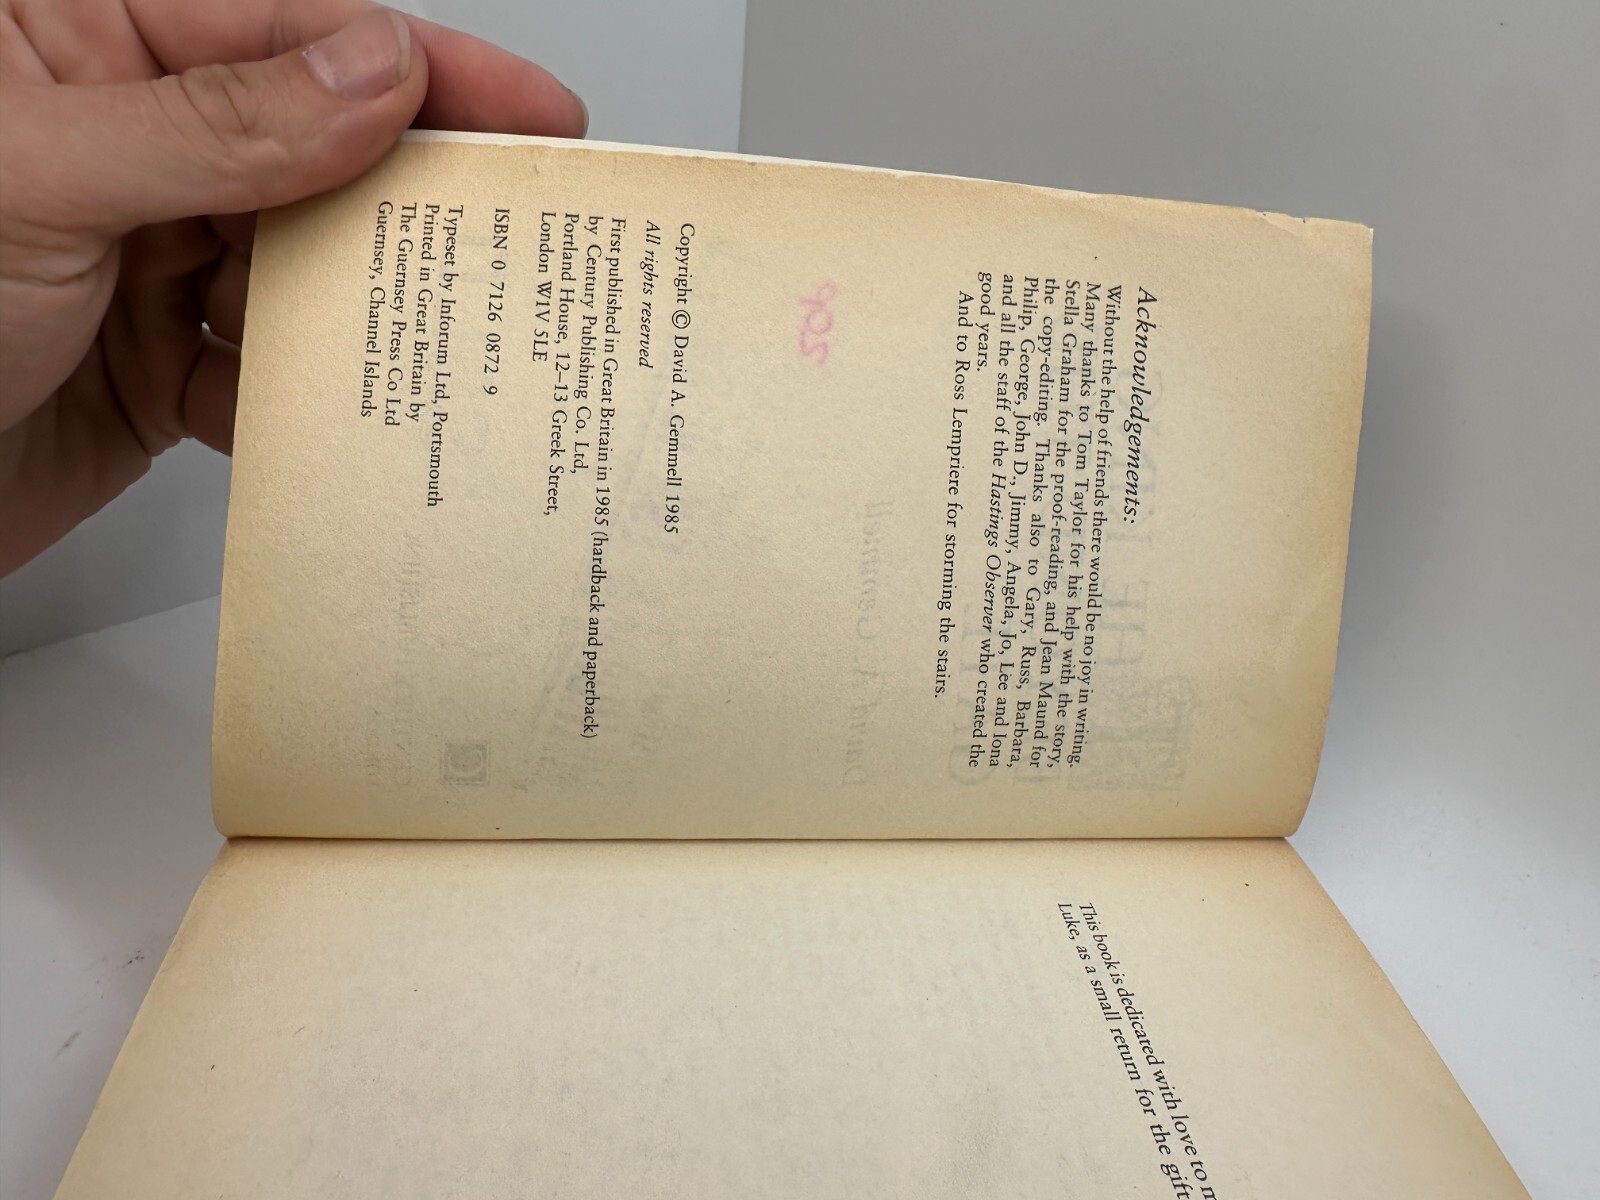 Acknowledgements:
Without the help of friends there would be no joy in writing.
Many thanks to Tom Taylor for his help with the story,
Stella Graham for the proof-reading, and Jean Maund for
the copy-editing. Thanks also to Gary, Russ, Barbara,
Philip, George, John D., Jimmy, Angela, Jo, Lee and Iona
and all the staff of the Hastings Observer who created the
good years.
And to Ross Lempriere for storming the stairs.
Copyright © David A. Gemmell 1985
All rights reserved
First published in Great Britain in 1985 (hardback and paperback)
by Century Publishing Co. Ltd,
Portland House, 12–13 Greek Street,
London W1V 5LE
ISBN 0 7126 0872 9
Typeset by Inforum Ltd, Portsmouth
Printed in Great Britain by
The Guernsey Press Co Ltd
Guernsey, Channel Islands
This book is dedicated with love to
Luke, as a small return for the gift